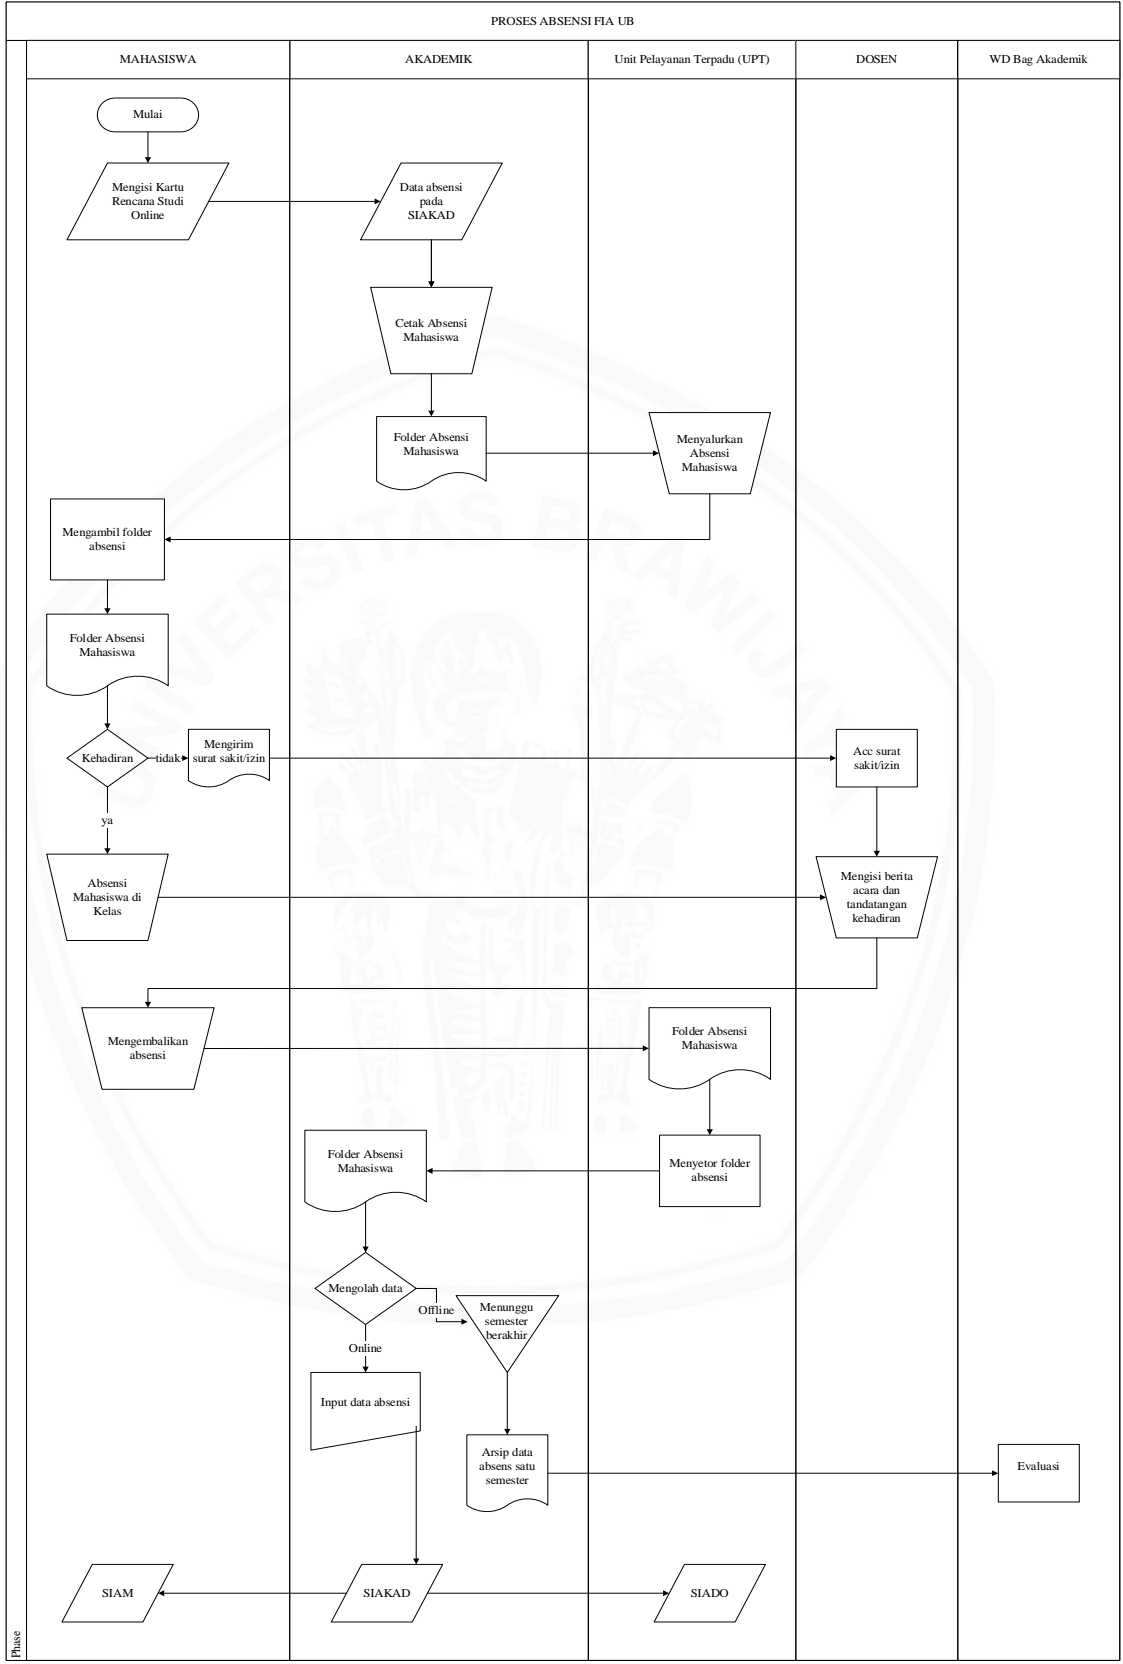 PROSES ABSENSI FIA UB
MAHASISWA
AKADEMIK
Unit Pelayanan Terpadu (UPT)
DOSEN
WD Bag Akademik
Mulai
Mengisi Kartu
Rencana Studi
Online
Data absensi
pada
SIAKAD
Cetak Absensi
Mahasiswa
Folder Absensi
Mahasiswa
Menyalurkan
Absensi
Mahasiswa
Mengambil folder
absensi
Folder Absensi
Mahasiswa
Kehadiran
tidak
Mengirim
surat sakit/izin
Acc surat
sakit/izin
ya
Absensi
Mahasiswa di
Kelas
Mengisi berita
acara dan
tandatangan
kehadiran
Mengembalikan
absensi
Folder Absensi
Mahasiswa
Menyetor folder
absensi
Folder Absensi
Mahasiswa
Mengolah data
Offline
Menunggu
semester
berakhir
Online
Input data absensi
Arsip data
absens satu
semester
Evaluasi
SIAM
SIAKAD
SIADO
Phase
UNIVERSITAS BRAWIJAYA